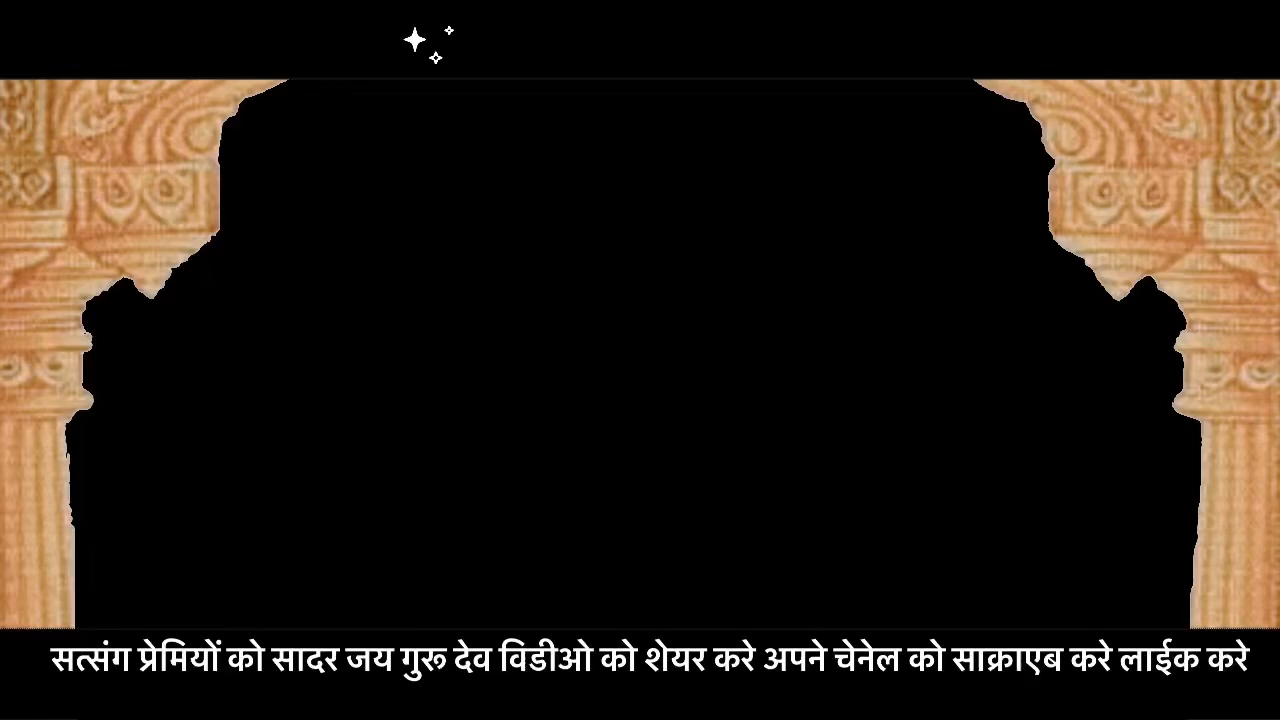 सत्संग प्रेमियों को सादर जय गुरू देव विडीओ को शेयर करे अपने चेनेल को साक्राएब करे लाईक करे